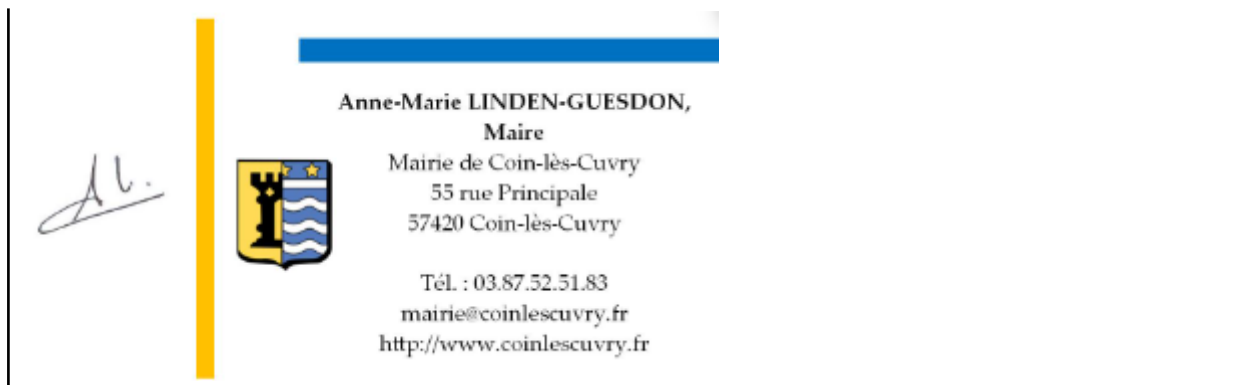 Anne-Marie LINDEN-GUESDON,
Maire
Mairie de Coin-lès-Cuvry
55 rue Principale
57420 Coin-lès-Cuvry
Tél. : 03.87.52.51.83
mairie@coinlescuvry.fr
http://www.coinlescuvry.fr